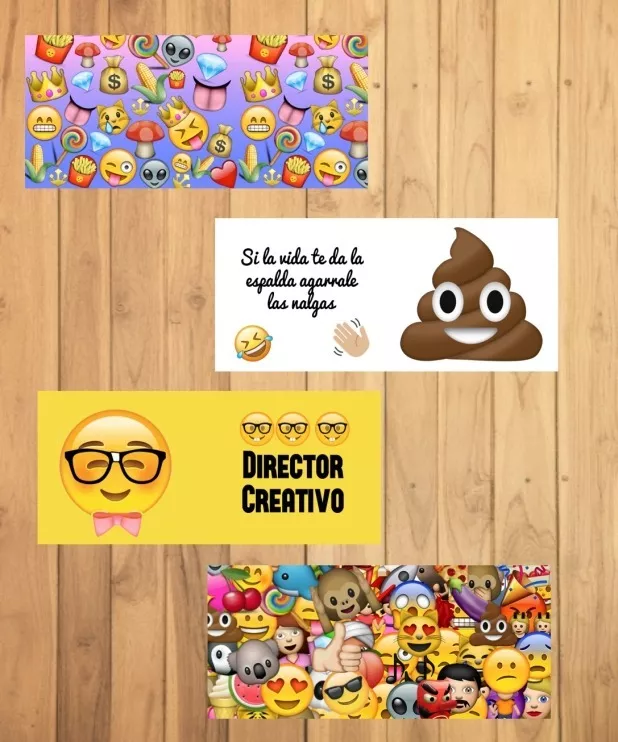 Si la vida te da la
espalda agarrale
las nalgas
DIRECTOR
CREATIVO